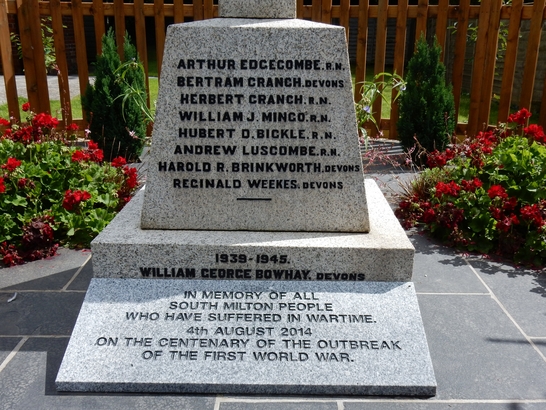 ARTHUR EDGECOMBE. R.N.
BERTRAM CRANCH. DEVONS
HERBERT CRANCH. R.N.
WILLIAM J. MINGO. R.N.
HUBERT D. BICKLE. R.N.
ANDREW LUSCOMBE. R.N.
HAROLD R. BRINKWORTH. DEVONS
REGINALD WEEKES. DEVONS
1939-1945.
WILLIAM GEORGE BOWHAY, DEVONS
IN MEMORY OF ALL
SOUTH MILTON PEOPLE
WHO HAVE SUFFERED IN WARTIME.
4TH AUGUST 2014
ON THE CENTENARY OF THE OUTBREAK
OF THE FIRST WORLD WAR.